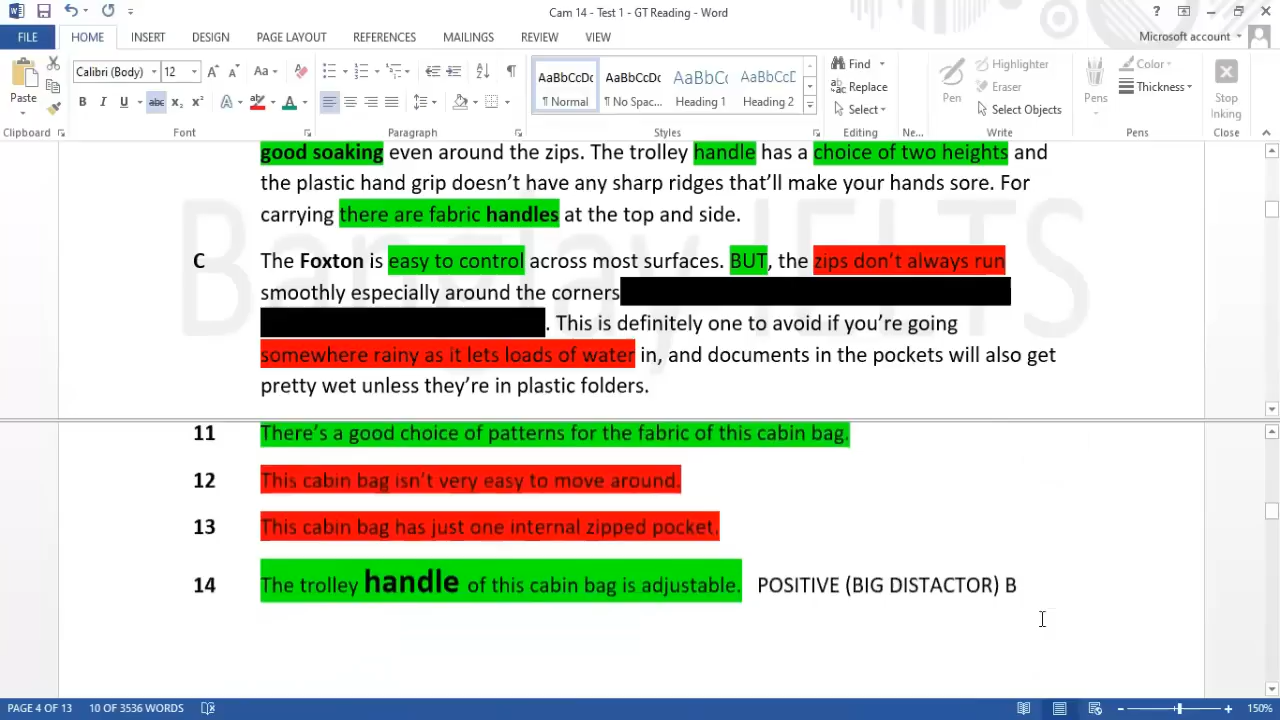 Cam 14 - Test 1 - GT Reading - Word
FILE HOME INSERT DESIGN PAGE LAYOUT REFERENCES MAILINGS REVIEW VIEW Microsoft account
Calibri (Body) 12 Aa AaBbCcDc AaBbCcDc AaBbCc AaBbCcD Find Highlighter Color
Paste B I U abc x₂ x² A A ¶ Normal ¶ No Spac... Heading 1 Heading 2 Replace Select Pen Eraser Select Objects Pens Thickness Stop Inking
Clipboard Font Paragraph Styles Editing Ne... Write Pens Close
good soaking even around the zips. The trolley handle has a choice of two heights and
the plastic hand grip doesn't have any sharp ridges that'll make your hands sore. For
carrying there are fabric handles at the top and side.
C The Foxton is easy to control across most surfaces. BUT, the zips don't always run
smoothly especially around the corners
. This is definitely one to avoid if you're going
somewhere rainy as it lets loads of water in, and documents in the pockets will also get
pretty wet unless they're in plastic folders.
Banglay IELTS
11 There's a good choice of patterns for the fabric of this cabin bag.
12 This cabin bag isn't very easy to move around.
13 This cabin bag has just one internal zipped pocket.
14 The trolley handle of this cabin bag is adjustable. POSITIVE (BIG DISTACTOR) B
PAGE 4 OF 13 10 OF 3536 WORDS 150%